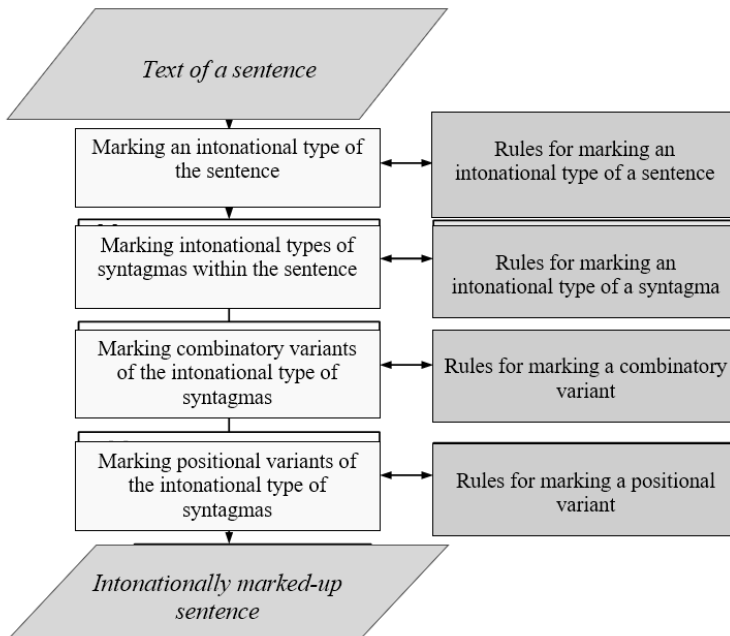 Text of a sentence
Marking an intonational type of
the sentence
Rules for marking an
intonational type of a sentence
Marking intonational types of
syntagmas within the sentence
Rules for marking an
intonational type of a syntagma
Marking combinatory variants
of the intonational type of
syntagmas
Rules for marking a combinatory
variant
Marking positional variants of
the intonational type of
syntagmas
Rules for marking a positional
variant
Intonationally marked-up
sentence